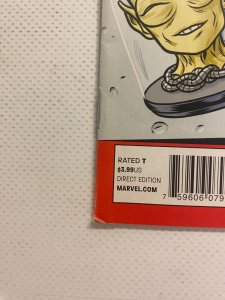 RATED T
$3.99US
DIRECT EDITION
MARVEL.COM
7 59606 079